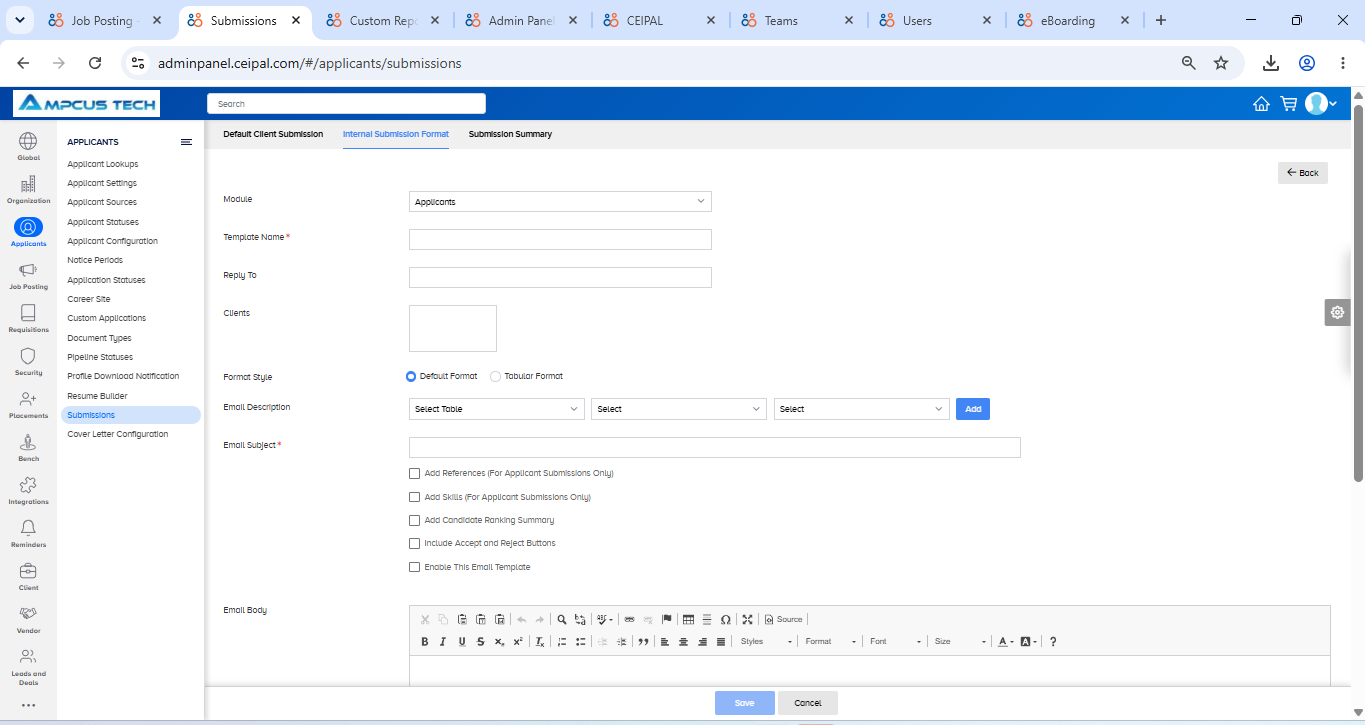 Job Posting
Submissions
Custom Repo
Admin Panel
CEIPAL
Teams
Users
eBoarding
adminpanel.ceipal.com/#/applicants/submissions
AMPCUS TECH
Search
Global
Organization
Applicants
Job Posting
Requisitions
Security
Placements
Bench
Integrations
Reminders
Client
Vendor
Leads and
Deals
APPLICANTS
Applicant Lookups
Applicant Settings
Applicant Sources
Applicant Statuses
Applicant Configuration
Notice Periods
Application Statuses
Career Site
Custom Applications
Document Types
Pipeline Statuses
Profile Download Notification
Resume Builder
Submissions
Cover Letter Configuration
Default Client Submission Internal Submission Format Submission Summary
Back
Module Applicants
Template Name *
Reply To
Clients
Format Style Default Format Tabular Format
Email Description Select Table Select Select Add
Email Subject *
Add References (For Applicant Submissions Only)
Add Skills (For Applicant Submissions Only)
Add Candidate Ranking Summary
Include Accept and Reject Buttons
Enable This Email Template
Email Body
Source
B I U S x x Ix Styles Format Font Size A A ?
Save Cancel